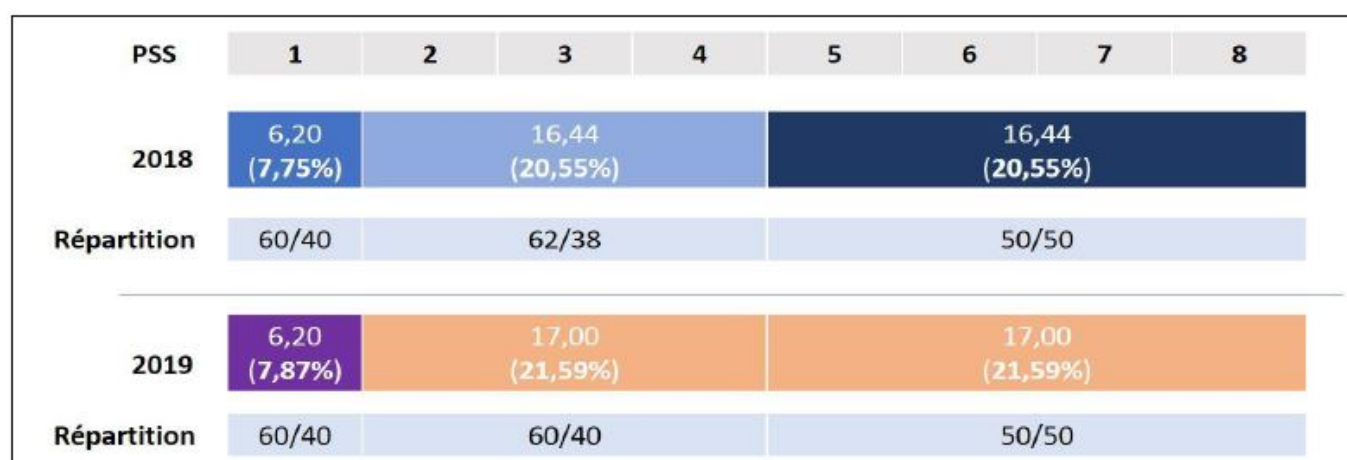 PSS 1 2 3 4 5 6 7 8
6,20 16,44 16,44
2018
(7,75%) (20,55%) (20,55%)
Répartition 60/40 62/38 50/50
6,20 17,00 17,00
2019
(7,87%) (21,59%) (21,59%)
Répartition 60/40 60/40 50/50